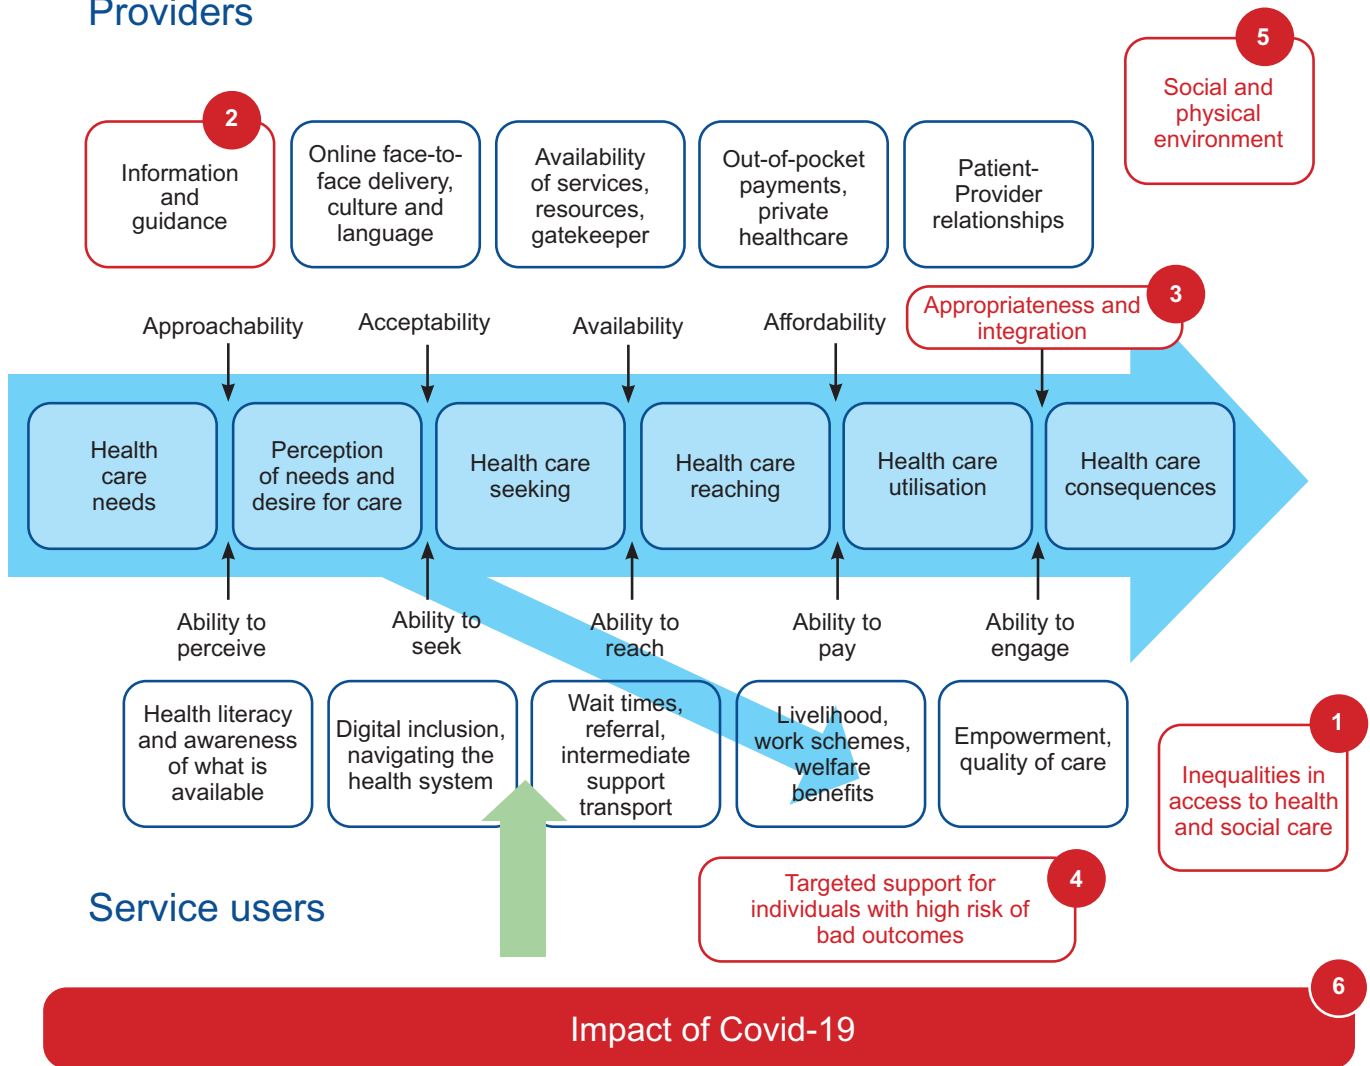 Providers
5
Social and
physical
environment
2
Information
and
guidance
Online face-to-
face delivery,
culture and
language
Availability
of services,
resources,
gatekeeper
Out-of-pocket
payments,
private
healthcare
Patient-
Provider
relationships
3
Appropriateness and
integration
Approachability
Acceptability
Availability
Affordability
Health
care
needs
Perception
of needs and
desire for care
Health care
seeking
Health care
reaching
Health care
utilisation
Health care
consequences
Ability to
perceive
Ability to
seek
Ability to
reach
Ability to
pay
Ability to
engage
Health literacy
and awareness
of what is
available
Digital inclusion,
navigating the
health system
Wait times,
referral,
intermediate
support
transport
Livelihood,
work schemes,
welfare
benefits
Empowerment,
quality of care
1
Inequalities in
access to health
and social care
Service users
4
Targeted support for
individuals with high risk of
bad outcomes
6
Impact of Covid-19